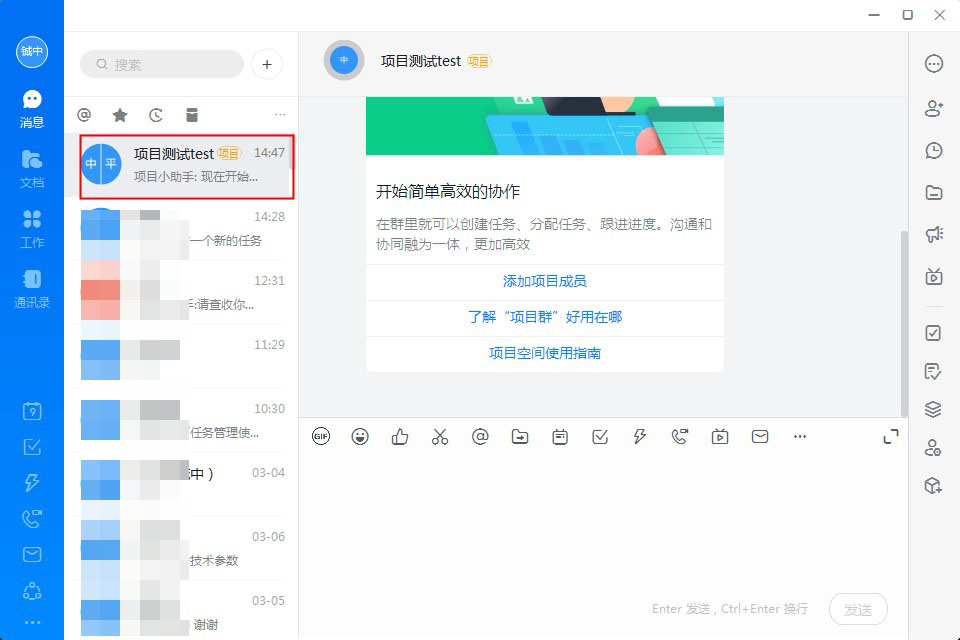 铖中
消息
文档
工作
通讯录
9
搜索
项目测试test 项目 14:47
项目小助手: 现在开始...
中 平
14:28
一个新的任务
12:31
:请查收你...
11:29
10:30
任务管理使...
中） 03-04
03-06
技术参数
03-05
谢谢
中
项目测试test 项目
开始简单高效的协作
在群里就可以创建任务、分配任务、跟进进度。沟通和
协同融为一体，更加高效
添加项目成员
了解“项目群”好用在哪
项目空间使用指南
GIF
Enter 发送 , Ctrl+Enter 换行
发送